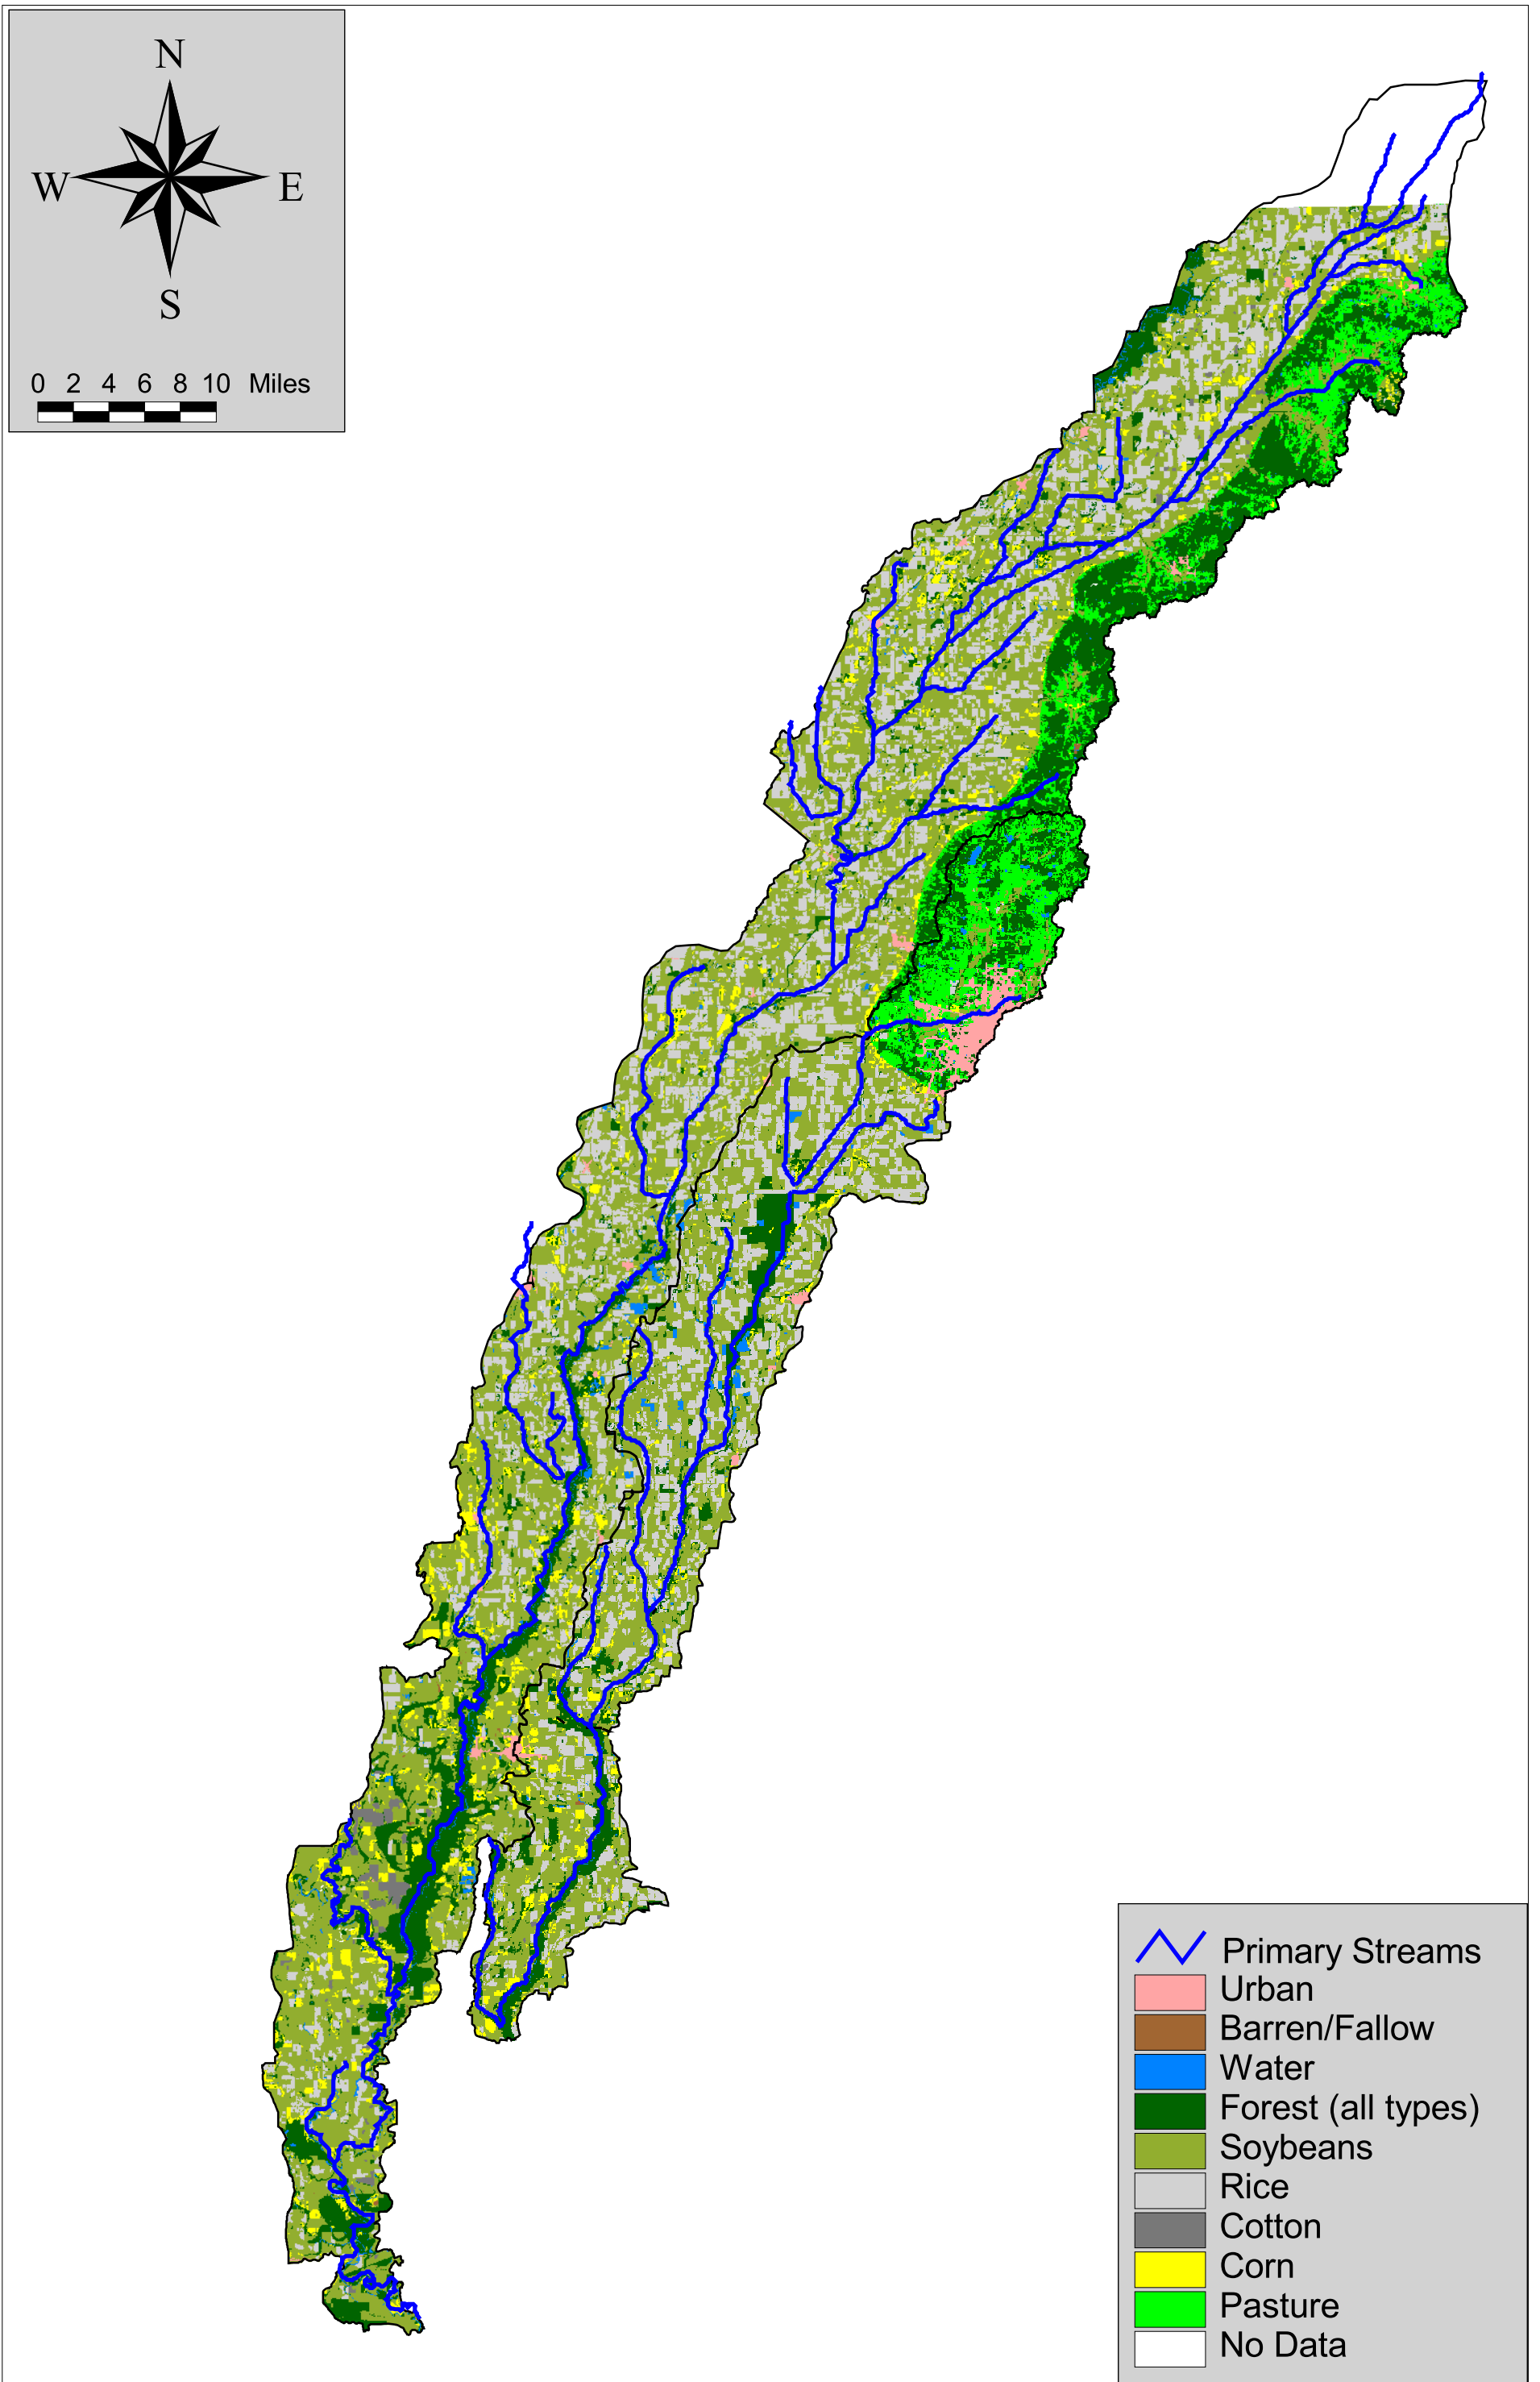 N
W E
S
0 2 4 6 8 10 Miles
Primary Streams
Urban
Barren/Fallow
Water
Forest (all types)
Soybeans
Rice
Cotton
Corn
Pasture
No Data